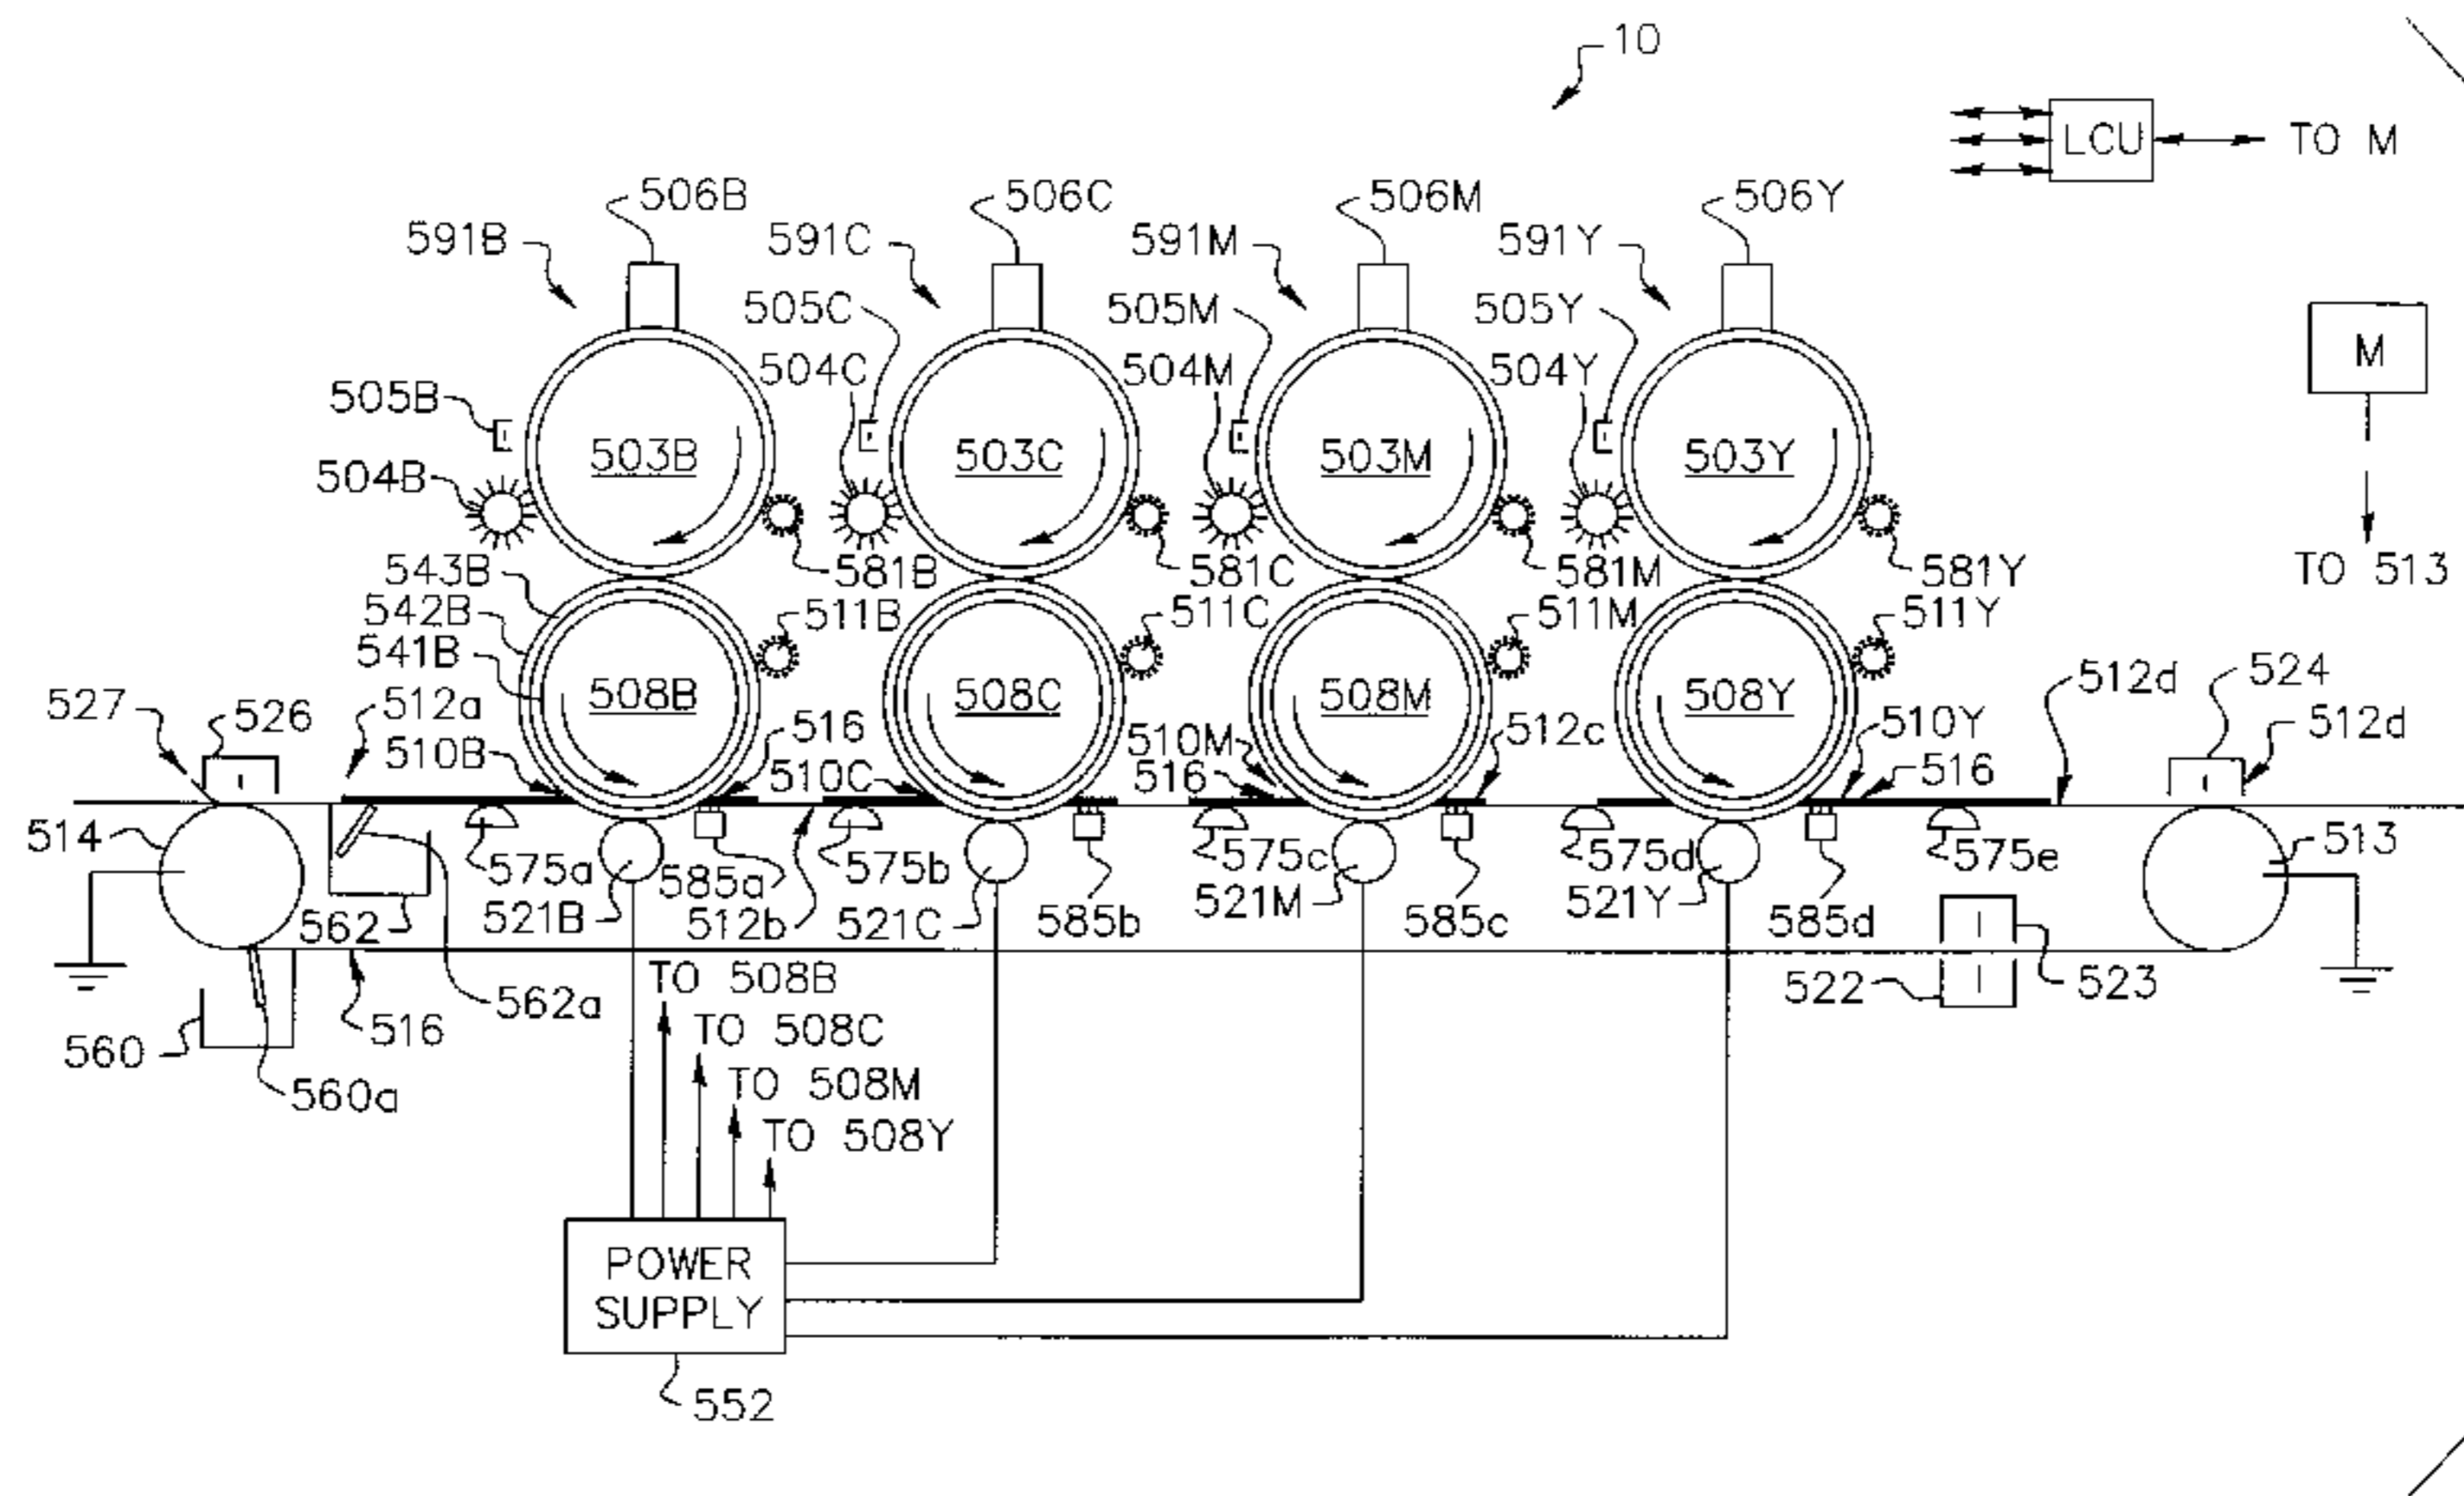 10
LCU
TO M
506B
506C
506M
506Y
591B
591C
591M
591Y
505C
505M
505Y
M
504C
504M
504Y
505B
503B
503C
503M
503Y
504B
543B
581B
581C
581M
581Y
TO 513
542B
511B
511C
511M
511Y
541B
508B
508C
508M
508Y
512d
524
527
526
512a
516
510M
512c
510Y
512d
510B
510C
516
516
514
575a
585a
575b
575c
575d
575e
513
562
521B
512b
521C
585b
521M
585c
521Y
585d
522
523
560
516
562a
TO 508B
TO 508C
560a
TO 508M
TO 508Y
POWER
SUPPLY
552